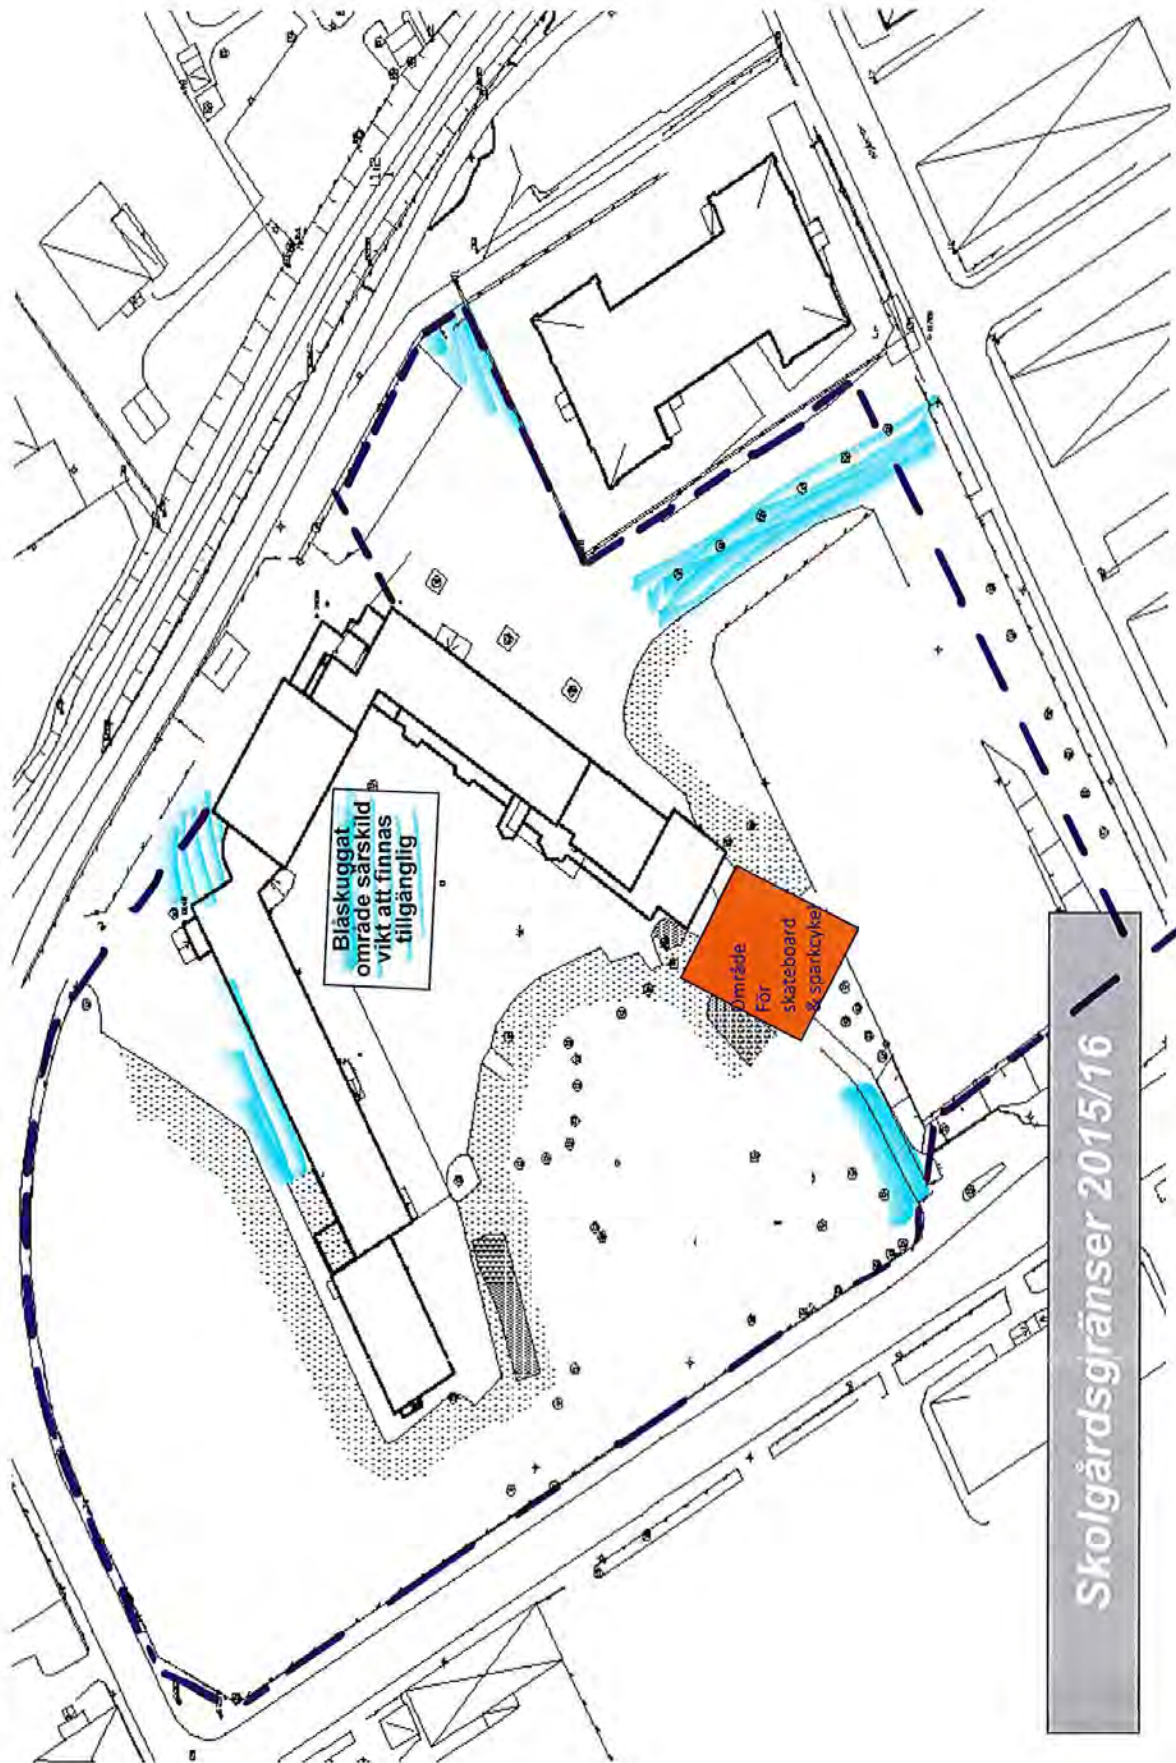 Blåskuggat
område särskild
vikt att finnas
tillgänglig
Område
För
skateboard
& sparkcykel
Skolgårdsgränser 2015/16